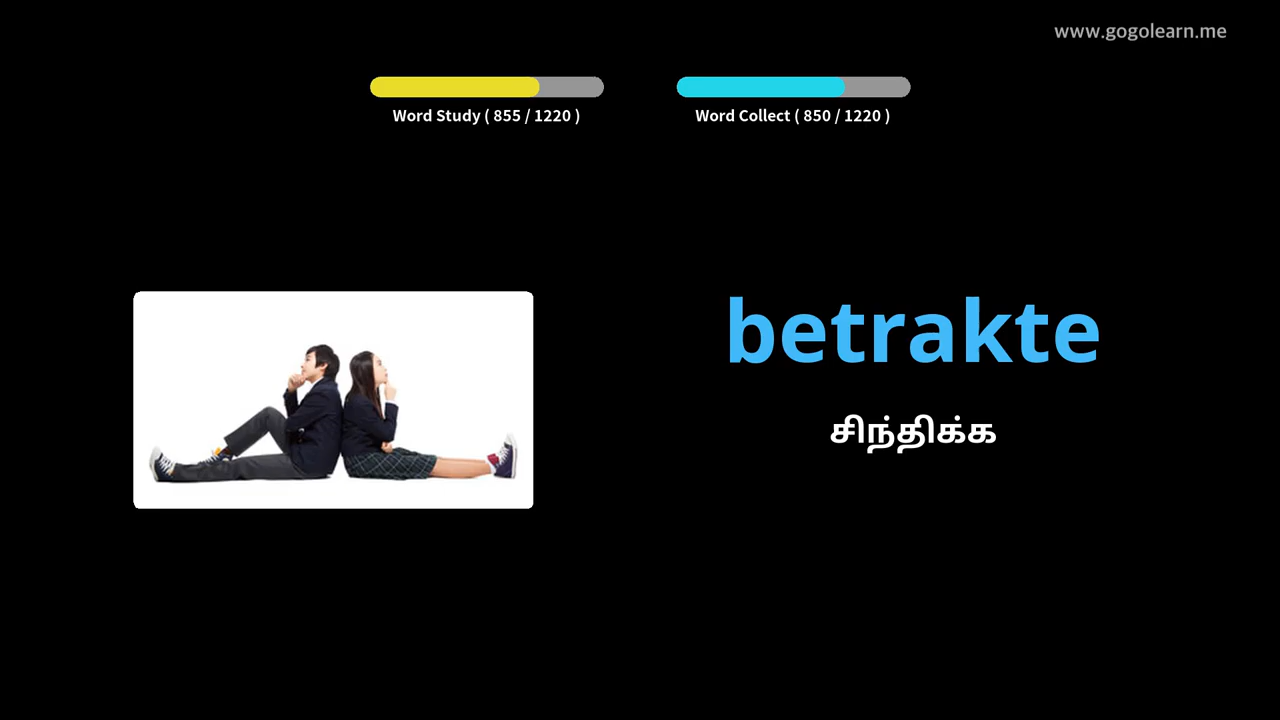 www.gogolearn.me
Word Study ( 855 / 1220 )
Word Collect ( 850 / 1220 )
betrakte
சிந்திக்க